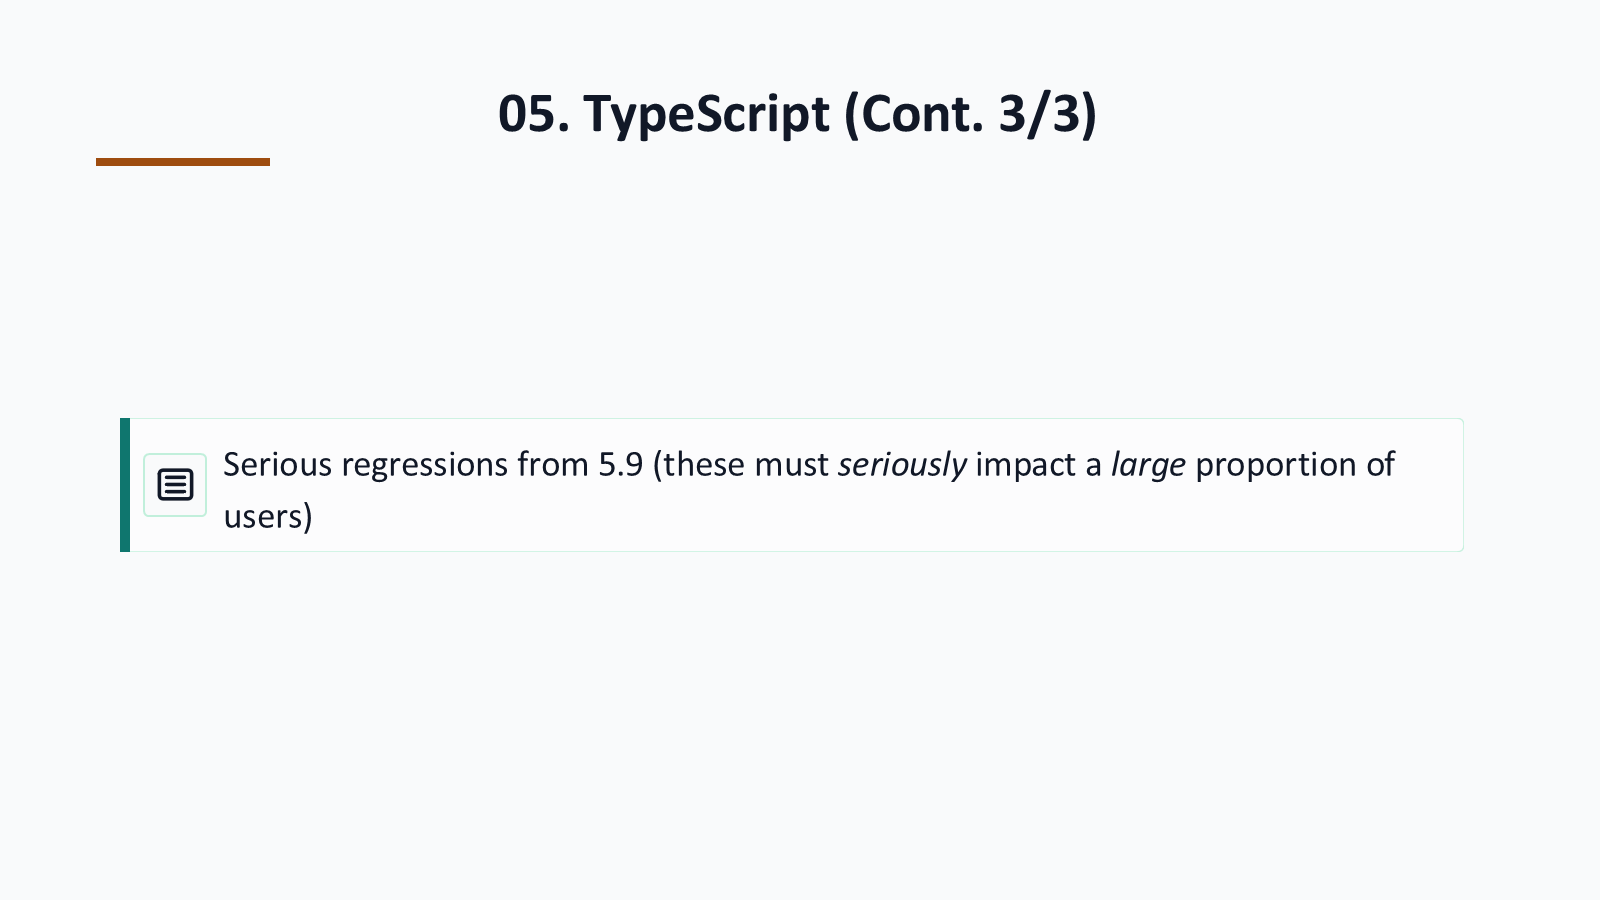 05. TypeScript (Cont. 3/3)
Serious regressions from 5.9 (these must seriously impact a large proportion of
users)